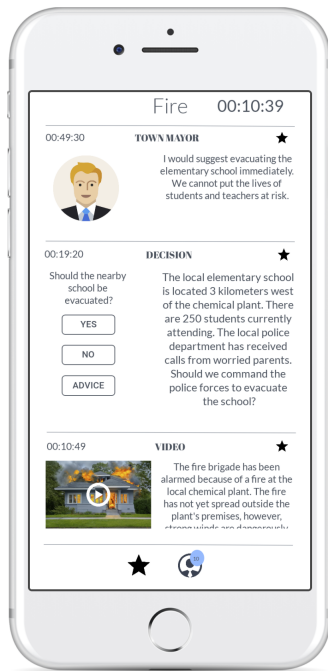 Fire 00:10:39
00:49:30 TOWN MAYOR
I would suggest evacuating the
elementary school immediately.
We cannot put the lives of
students and teachers at risk.
00:19:20 DECISION
Should the nearby
school be
evacuated?
YES
NO
ADVICE
The local elementary school
is located 3 kilometers west
of the chemical plant. There
are 250 students currently
attending. The local police
department has received
calls from worried parents.
Should we command the
police forces to evacuate
the school?
00:10:49 VIDEO
The fire brigade has been
alarmed because of a fire at the
local chemical plant. The fire
has not yet spread outside the
plant's premises, however,
strong winds are dangerously
10